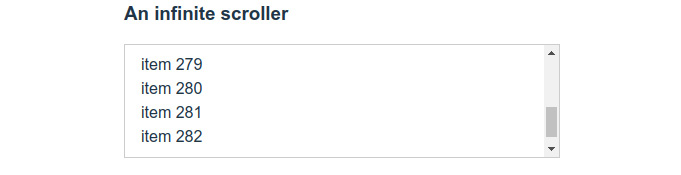 An infinite scroller
item 279
item 280
item 281
item 282